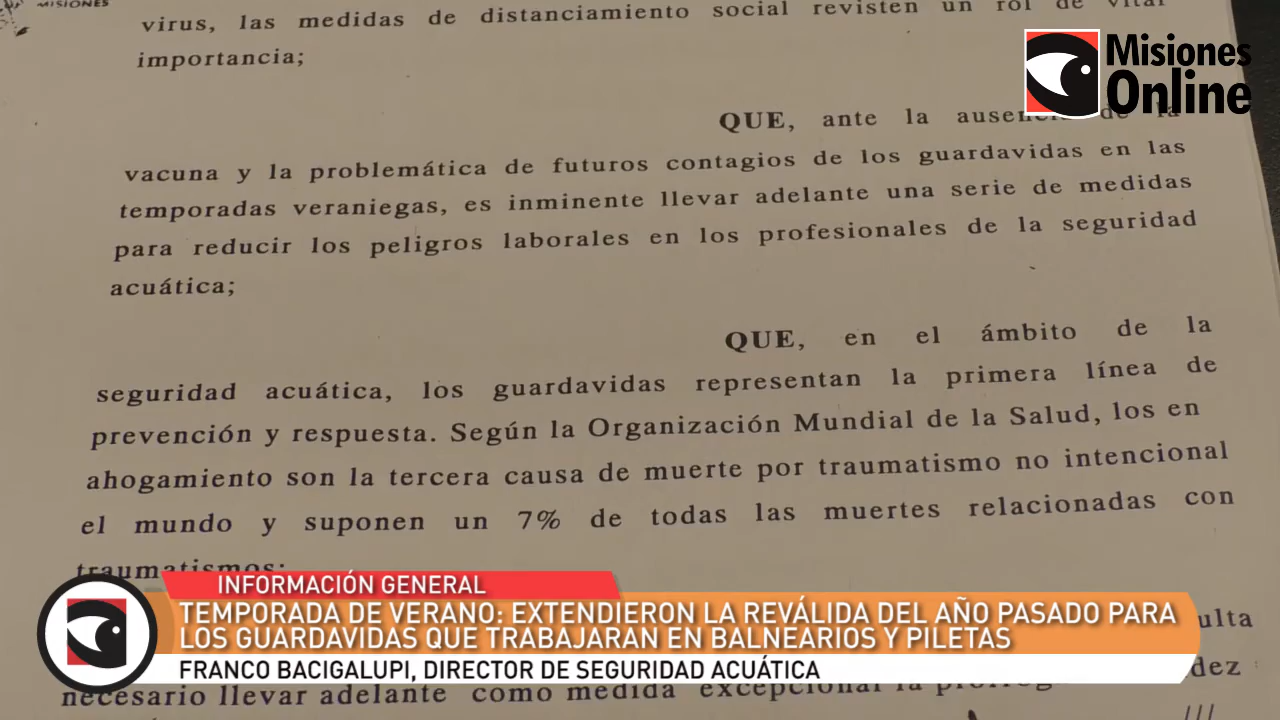 MISIONES
virus, las medidas de distanciamiento social revisten un rol de vital
importancia;
Misiones
Online
QUE, ante la ausencia de la
vacuna y la problemática de futuros contagios de los guardavidas en las
temporadas veraniegas, es inminente llevar adelante una serie de medidas
para reducir los peligros laborales en los profesionales de la seguridad
acuática;
QUE, en el ámbito de la
seguridad acuática, los guardavidas representan la primera línea de
prevención y respuesta. Según la Organización Mundial de la Salud, los en
ahogamiento son la tercera causa de muerte por traumatismo no intencional
el mundo y suponen un 7% de todas las muertes relacionadas con
traumatismos;
INFORMACIÓN GENERAL
TEMPORADA DE VERANO: EXTENDIERON LA REVÁLIDA DEL AÑO PASADO PARA
LOS GUARDAVIDAS QUE TRABAJARAN EN BALNEARIOS Y PILETAS
FRANCO BACIGALUPI, DIRECTOR DE SEGURIDAD ACUÁTICA
necesario llevar adelante como medida excepcional la
///